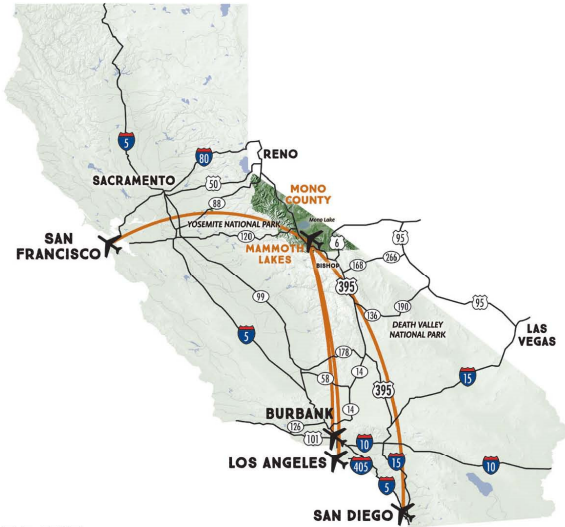 5
80
RENO
50
SACRAMENTO
88
MONO
COUNTY
Mono Lake
YOSEMITE NATIONAL PARK
SAN
FRANCISCO
120
MAMMOTH
LAKES
6
95
BISHOP
168
266
395
99
136
190
95
DEATH VALLEY
NATIONAL PARK
LAS
VEGAS
5
178
58
14
395
15
14
BURBANK
126
101
10
LOS ANGELES
405
15
10
5
SAN DIEGO